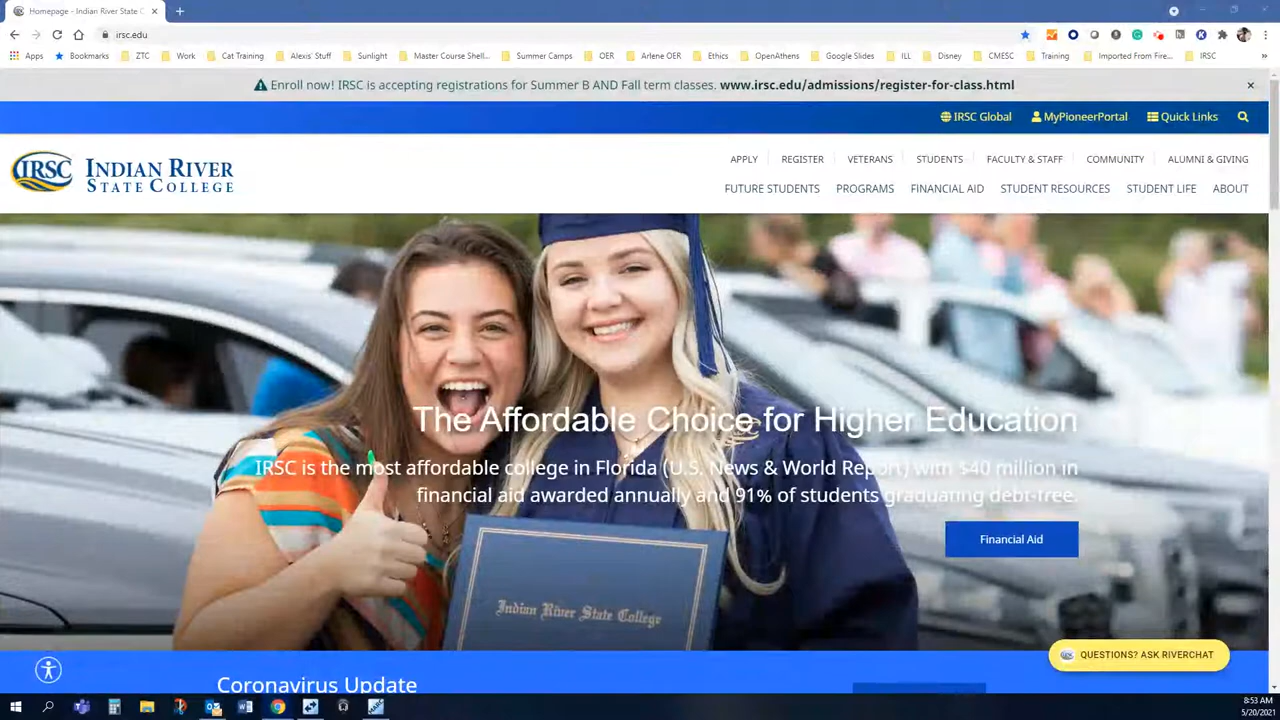 Homepage - Indian River State C
irsc.edu
Apps
Bookmarks
ZTC
Work
Cat Training
Alexis' Stuff
Sunlight
Master Course Shell...
Summer Camps
OER
Arlene OER
Ethics
OpenAthens
Google Slides
ILL
Disney
CMESC
Training
Imported From Fire...
IRSC
Enroll now! IRSC is accepting registrations for Summer B AND Fall term classes. www.irsc.edu/admissions/register-for-class.html
IRSC Global
MyPioneerPortal
Quick Links
IRSC
INDIAN RIVER
STATE COLLEGE
APPLY
REGISTER
VETERANS
STUDENTS
FACULTY & STAFF
COMMUNITY
ALUMNI & GIVING
FUTURE STUDENTS
PROGRAMS
FINANCIAL AID
STUDENT RESOURCES
STUDENT LIFE
ABOUT
The Affordable Choice for Higher Education
IRSC is the most affordable college in Florida (U.S. News & World Report) with $40 million in
financial aid awarded annually and 91% of students graduating debt-free.
Financial Aid
Indian River State College
QUESTIONS? ASK RIVERCHAT
Coronavirus Update
8:53 AM
5/20/2021